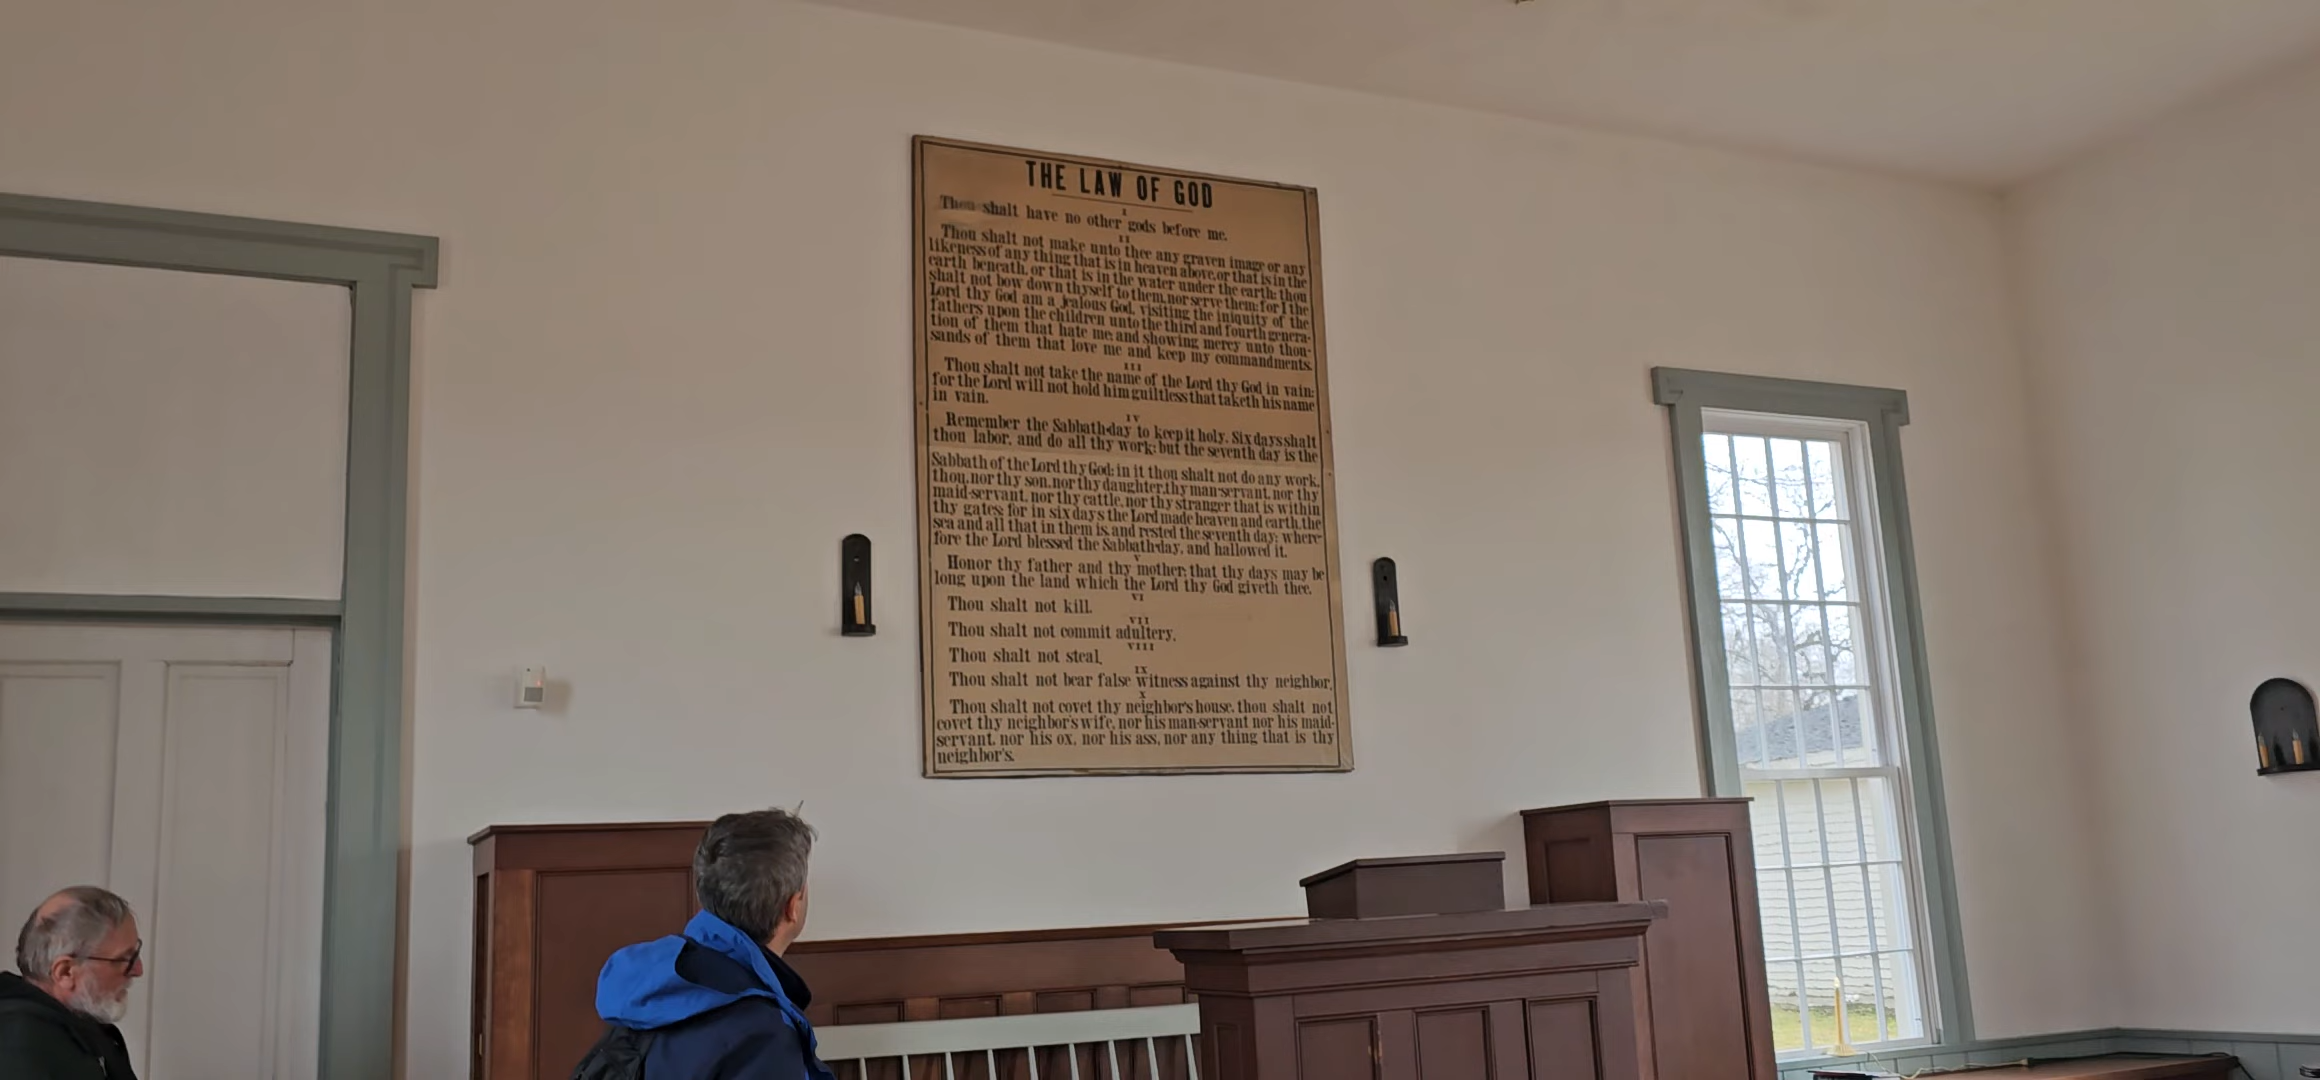 THE LAW OF GOD
I
Thou shalt have no other gods before me.
II
Thou shalt not make unto thee any graven image or any
likeness of any thing that is in heaven above, or that is in the
earth beneath, or that is in the water under the earth: thou
shalt not bow down thyself to them, nor serve them: for I the
Lord thy God am a jealous God, visiting the iniquity of the
fathers upon the children unto the third and fourth genera-
tion of them that hate me; and showing mercy unto thou-
sands of them that love me and keep my commandments.
III
Thou shalt not take the name of the Lord thy God in vain:
for the Lord will not hold him guiltless that taketh his name
in vain.
IV
Remember the Sabbath-day to keep it holy. Six days shalt
thou labor, and do all thy work: but the seventh day is the
Sabbath of the Lord thy God: in it thou shalt not do any work,
thou, nor thy son, nor thy daughter, thy man-servant, nor thy
maid-servant, nor thy cattle, nor thy stranger that is within
thy gates: for in six days the Lord made heaven and earth, the
sea and all that in them is, and rested the seventh day: where-
fore the Lord blessed the Sabbath-day, and hallowed it.
V
Honor thy father and thy mother: that thy days may be
long upon the land which the Lord thy God giveth thee.
VI
Thou shalt not kill.
VII
Thou shalt not commit adultery.
VIII
Thou shalt not steal.
IX
Thou shalt not bear false witness against thy neighbor.
X
Thou shalt not covet thy neighbor's house, thou shalt not
covet thy neighbor's wife, nor his man-servant nor his maid-
servant, nor his ox, nor his ass, nor any thing that is thy
neighbor's.